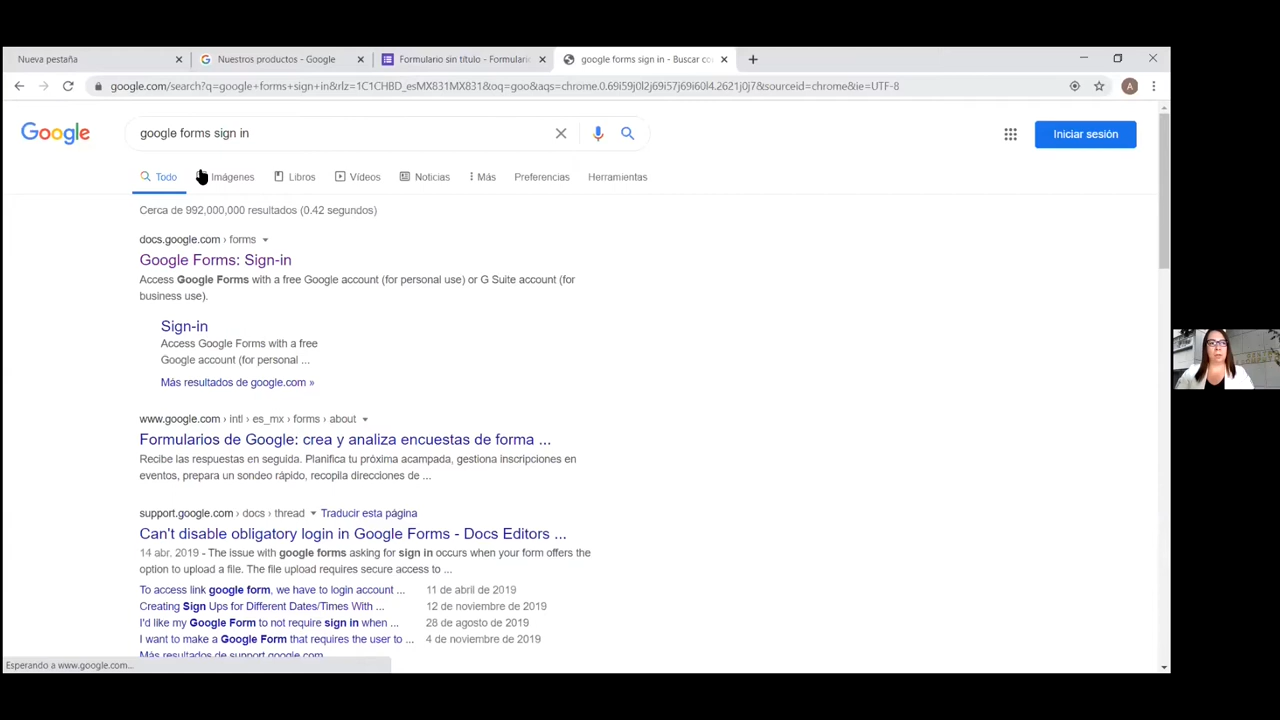 Nueva pestaña
Nuestros productos - Google
Formulario sin título - Formulari
google forms sign in - Buscar co
google.com/search?q=google+forms+sign+in&rlz=1C1CHBD_esMX831MX831&oq=goo&aqs=chrome.0.69i59j0l2j69i57j69i60l4.2621j0j7&sourceid=chrome&ie=UTF-8
A
Google
google forms sign in
Iniciar sesión
Todo
Imágenes
Libros
Vídeos
Noticias
Más
Preferencias
Herramientas
Cerca de 992,000,000 resultados (0.42 segundos)
docs.google.com › forms
Google Forms: Sign-in
Access Google Forms with a free Google account (for personal use) or G Suite account (for
business use).
Sign-in
Access Google Forms with a free
Google account (for personal ...
Más resultados de google.com »
www.google.com › intl › es_mx › forms › about
Formularios de Google: crea y analiza encuestas de forma ...
Recibe las respuestas en seguida. Planifica tu próxima acampada, gestiona inscripciones en
eventos, prepara un sondeo rápido, recopila direcciones de ...
support.google.com › docs › thread Traducir esta página
Can't disable obligatory login in Google Forms - Docs Editors ...
14 abr. 2019 - The issue with google forms asking for sign in occurs when your form offers the
option to upload a file. The file upload requires secure access to ...
To access link google form, we have to login account ... 11 de abril de 2019
Creating Sign Ups for Different Dates/Times With ... 12 de noviembre de 2019
I'd like my Google Form to not require sign in when ... 28 de agosto de 2019
I want to make a Google Form that requires the user to ... 4 de noviembre de 2019
Más resultados de support.google.com
Esperando a www.google.com...